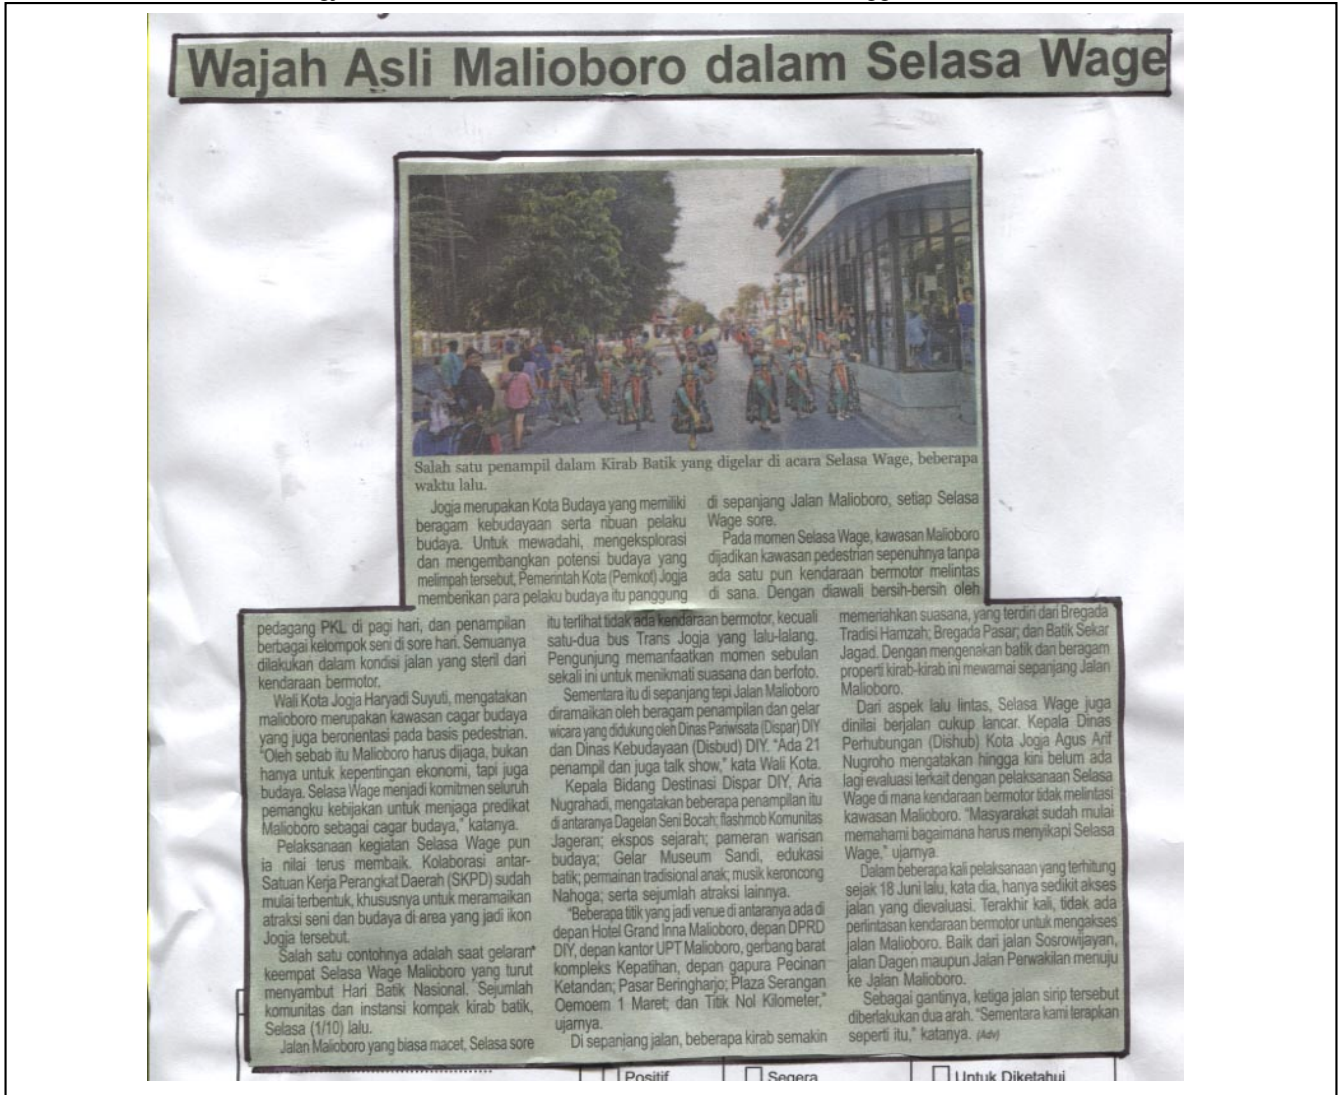 Wajah Asli Malioboro dalam Selasa Wage
Salah satu penampil dalam Kirab Batik yang digelar di acara Selasa Wage, beberapa
waktu lalu.
Jogja merupakan Kota Budaya yang memiliki
beragam kebudayaan serta ribuan pelaku
budaya. Untuk mewadahi, mengeksplorasi
dan mengembangkan potensi budaya yang
melimpah tersebut, Pemerintah Kota (Pemkot) Jogja
memberikan para pelaku budaya itu panggung
di sepanjang Jalan Malioboro, setiap Selasa
Wage sore.
Pada momen Selasa Wage, kawasan Malioboro
dijadikan kawasan pedestrian sepenuhnya tanpa
ada satu pun kendaraan bermotor melintas
di sana. Dengan diawali bersih-bersih oleh
pedagang PKL di pagi hari, dan penampilan
berbagai kelompok seni di sore hari. Semuanya
dilakukan dalam kondisi jalan yang steril dari
kendaraan bermotor.
Wali Kota Jogja Haryadi Suyuti, mengatakan
malioboro merupakan kawasan cagar budaya
yang juga berorientasi pada basis pedestrian.
"Oleh sebab itu Malioboro harus dijaga, bukan
hanya untuk kepentingan ekonomi, tapi juga
budaya. Selasa Wage menjadi komitmen seluruh
pemangku kebijakan untuk menjaga predikat
Malioboro sebagai cagar budaya," katanya.
Pelaksanaan kegiatan Selasa Wage pun
ia nilai terus membaik. Kolaborasi antar-
Satuan Kerja Perangkat Daerah (SKPD) sudah
mulai terbentuk, khususnya untuk meramaikan
atraksi seni dan budaya di area yang jadi ikon
Jogja tersebut.
Salah satu contohnya adalah saat gelaran
keempat Selasa Wage Malioboro yang turut
menyambut Hari Batik Nasional. Sejumlah
komunitas dan instansi kompak kirab batik,
Selasa (1/10) lalu.
Jalan Malioboro yang biasa macet, Selasa sore
itu terlihat tidak ada kendaraan bermotor, kecuali
satu-dua bus Trans Jogja yang lalu-lalang.
Pengunjung memanfaatkan momen sebulan
sekali ini untuk menikmati suasana dan berfoto.
Sementara itu di sepanjang tepi Jalan Malioboro
diramaikan oleh beragam penampilan dan gelar
wicara yang didukung oleh Dinas Pariwisata (Dispar) DIY
dan Dinas Kebudayaan (Disbud) DIY. "Ada 21
penampil dan juga talk show," kata Wali Kota.
Kepala Bidang Destinasi Dispar DIY, Aria
Nugrahadi, mengatakan beberapa penampilan itu
di antaranya Dagelan Seni Bocah; flashmob Komunitas
Jageran; ekspos sejarah; pameran warisan
budaya; Gelar Museum Sandi, edukasi
batik; permainan tradisional anak; musik keroncong
Nahoga; serta sejumlah atraksi lainnya.
"Beberapa titik yang jadi venue di antaranya ada di
depan Hotel Grand Inna Malioboro, depan DPRD
DIY, depan kantor UPT Malioboro, gerbang barat
kompleks Kepatihan, depan gapura Pecinan
Ketandan; Pasar Beringharjo; Plaza Serangan
Oemoem 1 Maret; dan Titik Nol Kilometer,"
ujarnya.
Di sepanjang jalan, beberapa kirab semakin
memeriahkan suasana, yang terdiri dari Bregada
Tradisi Hamzah; Bregada Pasar; dan Batik Sekar
Jagad. Dengan mengenakan batik dan beragam
properti kirab-kirab ini mewarnai sepanjang Jalan
Malioboro.
Dari aspek lalu lintas, Selasa Wage juga
dinilai berjalan cukup lancar. Kepala Dinas
Perhubungan (Dishub) Kota Jogja Agus Arif
Nugroho mengatakan hingga kini belum ada
lagi evaluasi terkait dengan pelaksanaan Selasa
Wage di mana kendaraan bermotor tidak melintasi
kawasan Malioboro. "Masyarakat sudah mulai
memahami bagaimana harus menyikapi Selasa
Wage," ujarnya.
Dalam beberapa kali pelaksanaan yang terhitung
sejak 18 Juni lalu, kata dia, hanya sedikit akses
jalan yang dievaluasi. Terakhir kali, tidak ada
perlintasan kendaraan bermotor untuk mengakses
jalan Malioboro. Baik dari jalan Sosrowijayan,
jalan Dagen maupun Jalan Perwakilan menuju
ke Jalan Malioboro.
Sebagai gantinya, ketiga jalan sirip tersebut
diberlakukan dua arah. "Sementara kami terapkan
seperti itu," katanya. (Adv)
Positif
Segera
Untuk Diketahui